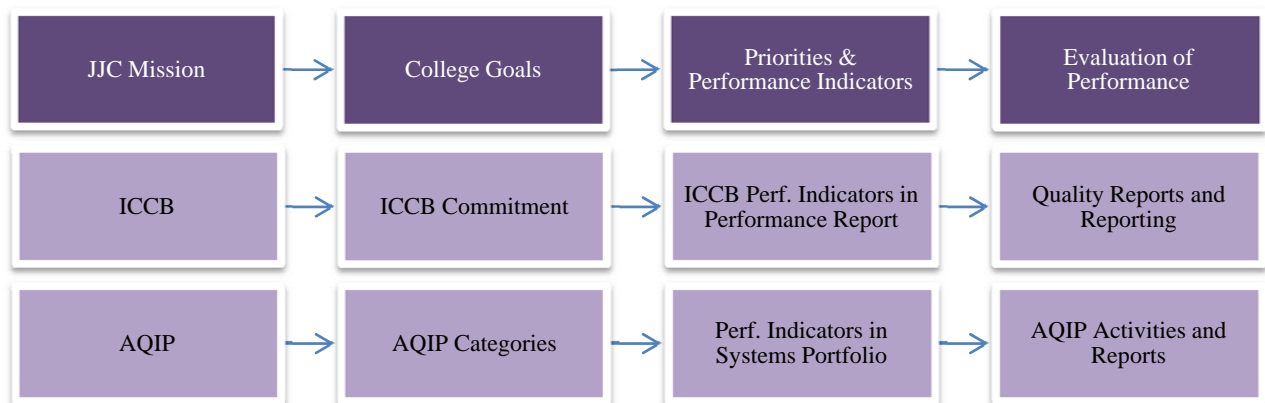 JJC Mission
College Goals
Priorities &
Performance Indicators
Evaluation of
Performance
ICCB
ICCB Commitment
ICCB Perf. Indicators in
Performance Report
Quality Reports and
Reporting
AQIP
AQIP Categories
Perf. Indicators in
Systems Portfolio
AQIP Activities and
Reports